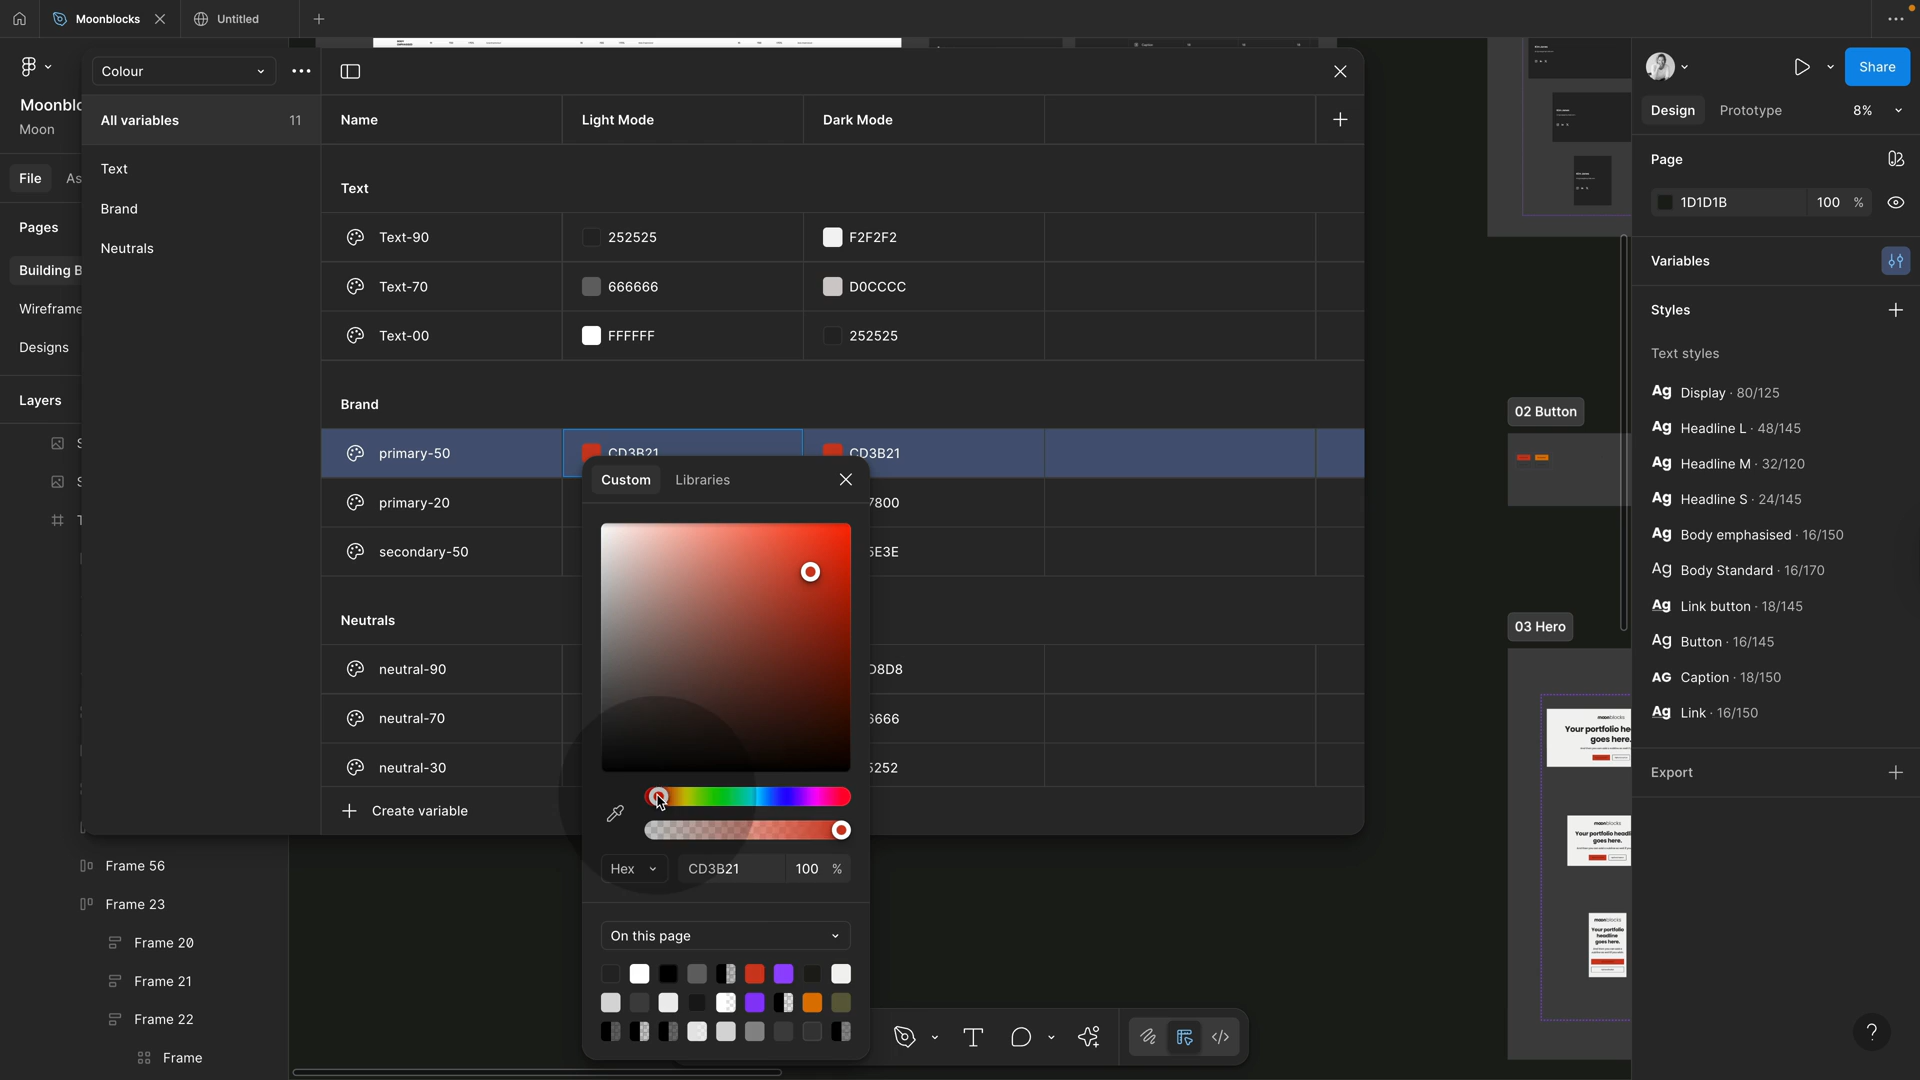 Moonblocks
Untitled
Moon
File
Pages
Wireframe
Designs
Layers
Frame 56
Frame 23
Frame 20
Frame 21
Frame 22
Frame
Colour
All variables 11
Text
Brand
Neutrals
Name Light Mode Dark Mode
Text
Text-90 252525 F2F2F2
Text-70 666666 D0CCCC
Text-00 FFFFFF 252525
Brand
primary-50 CD3B21 CD3B21
primary-20 7800
secondary-50 5E3E
Neutrals
neutral-90 D8D8
neutral-70 6666
neutral-30 5252
Create variable
Custom Libraries
Hex CD3B21 100 %
On this page
02 Button
03 Hero
moonblocks
Your portfolio he
goes here.
moonblocks
Your portfolio headl
goes here.
moonblocks
Your portfolio
headline
goes here.
Share
Design Prototype 8%
Page
1D1D1B 100 %
Variables
Styles
Text styles
Ag Display · 80/125
Ag Headline L · 48/145
Ag Headline M · 32/120
Ag Headline S · 24/145
Ag Body emphasised · 16/150
Ag Body Standard · 16/170
Ag Link button · 18/145
Ag Button · 16/145
AG Caption · 18/150
Ag Link · 16/150
Export
?